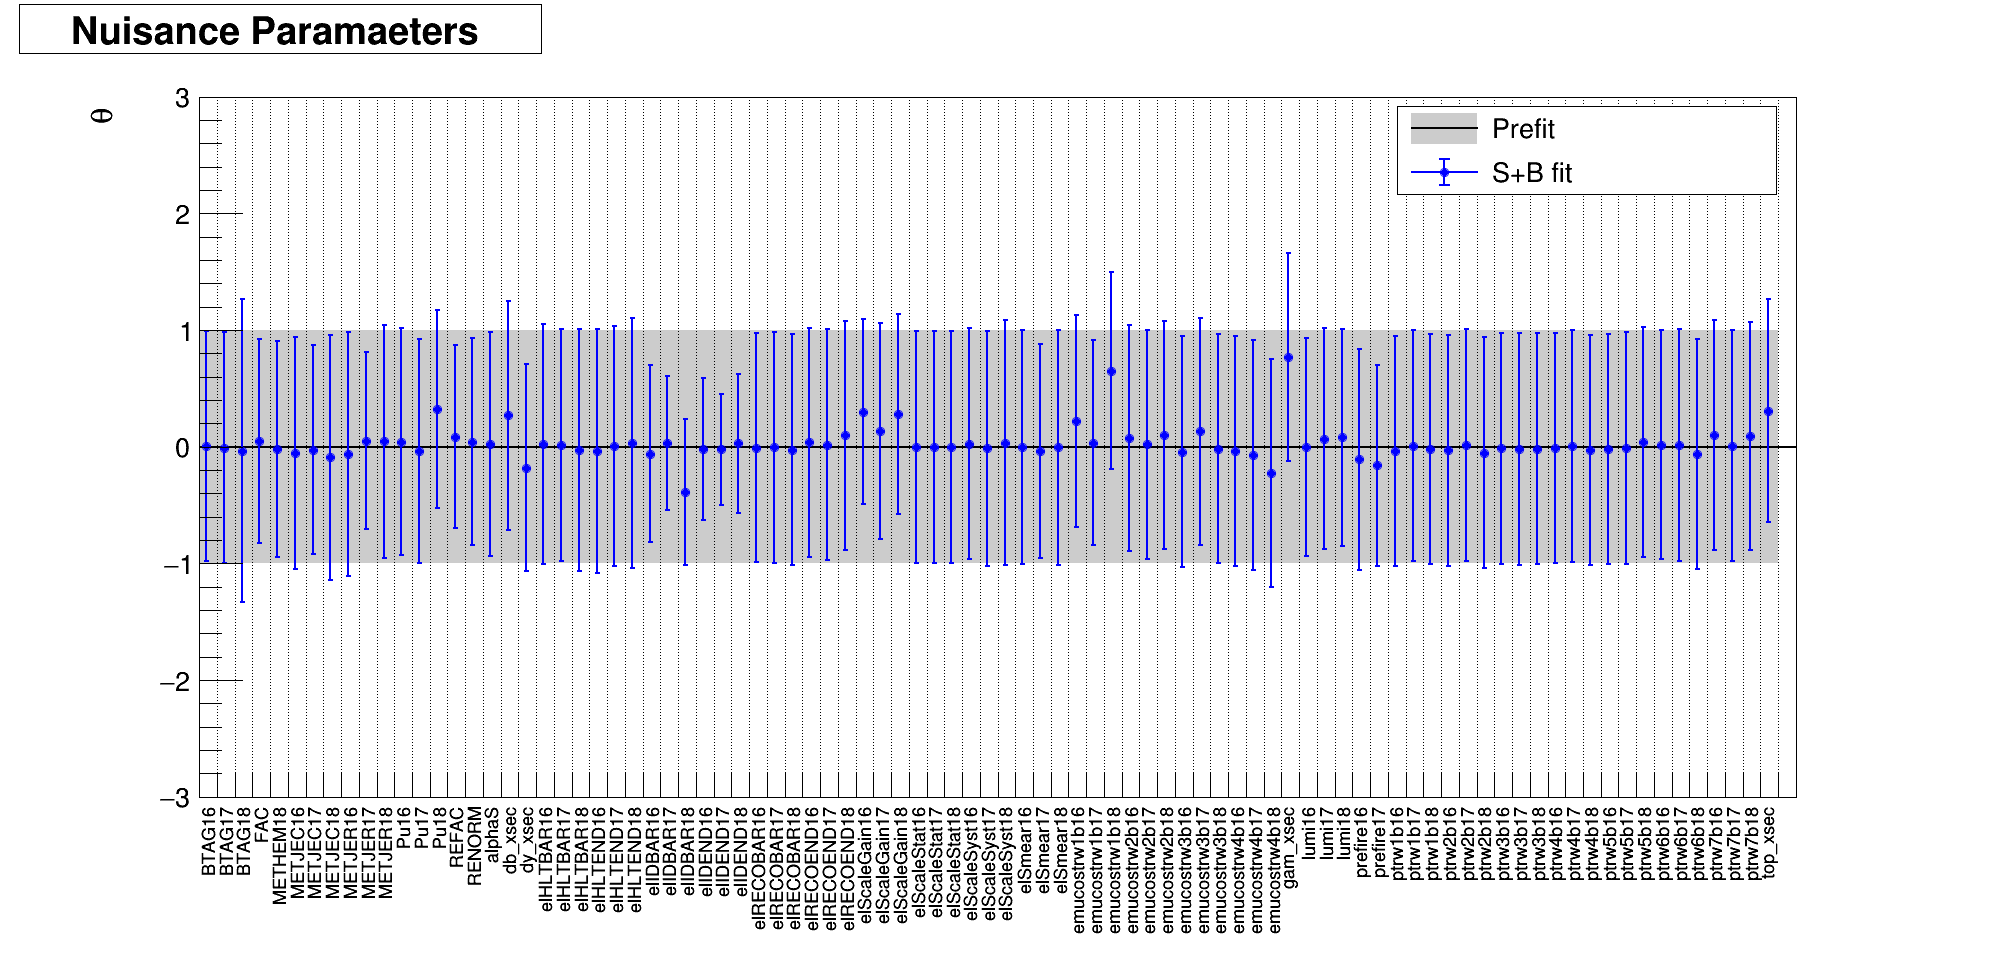 Nuisance Paramaeters
θ
3
2
1
0
−1
−2
−3
Prefit
S+B fit
BTAG16
BTAG17
BTAG18
FAC
METHEM18
METJEC16
METJEC17
METJEC18
METJER16
METJER17
METJER18
Pu16
Pu17
Pu18
REFAC
RENORM
alphaS
db_xsec
dy_xsec
elHLTBAR16
elHLTBAR17
elHLTBAR18
elHLTEND16
elHLTEND17
elHLTEND18
elIDBAR16
elIDBAR17
elIDBAR18
elIDEND16
elIDEND17
elIDEND18
elRECOBAR16
elRECOBAR17
elRECOBAR18
elRECOEND16
elRECOEND17
elRECOEND18
elScaleGain16
elScaleGain17
elScaleGain18
elScaleStat16
elScaleStat17
elScaleStat18
elScaleSyst16
elScaleSyst17
elScaleSyst18
elSmear16
elSmear17
elSmear18
emucostrw1b16
emucostrw1b17
emucostrw1b18
emucostrw2b16
emucostrw2b17
emucostrw2b18
emucostrw3b16
emucostrw3b17
emucostrw3b18
emucostrw4b16
emucostrw4b17
emucostrw4b18
gam_xsec
lumi16
lumi17
lumi18
prefire16
prefire17
ptrw1b16
ptrw1b17
ptrw1b18
ptrw2b16
ptrw2b17
ptrw2b18
ptrw3b16
ptrw3b17
ptrw3b18
ptrw4b16
ptrw4b17
ptrw4b18
ptrw5b16
ptrw5b17
ptrw5b18
ptrw6b16
ptrw6b17
ptrw6b18
ptrw7b16
ptrw7b17
ptrw7b18
top_xsec